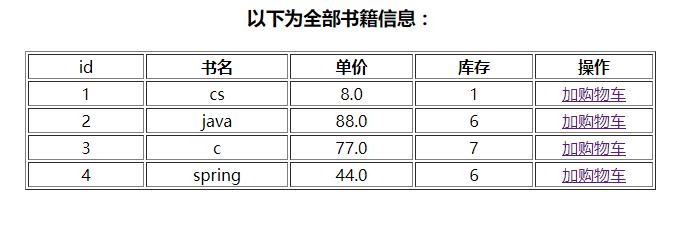 以下为全部书籍信息：
id 书名 单价 库存 操作
1 cs 8.0 1 加购物车
2 java 88.0 6 加购物车
3 c 77.0 7 加购物车
4 spring 44.0 6 加购物车